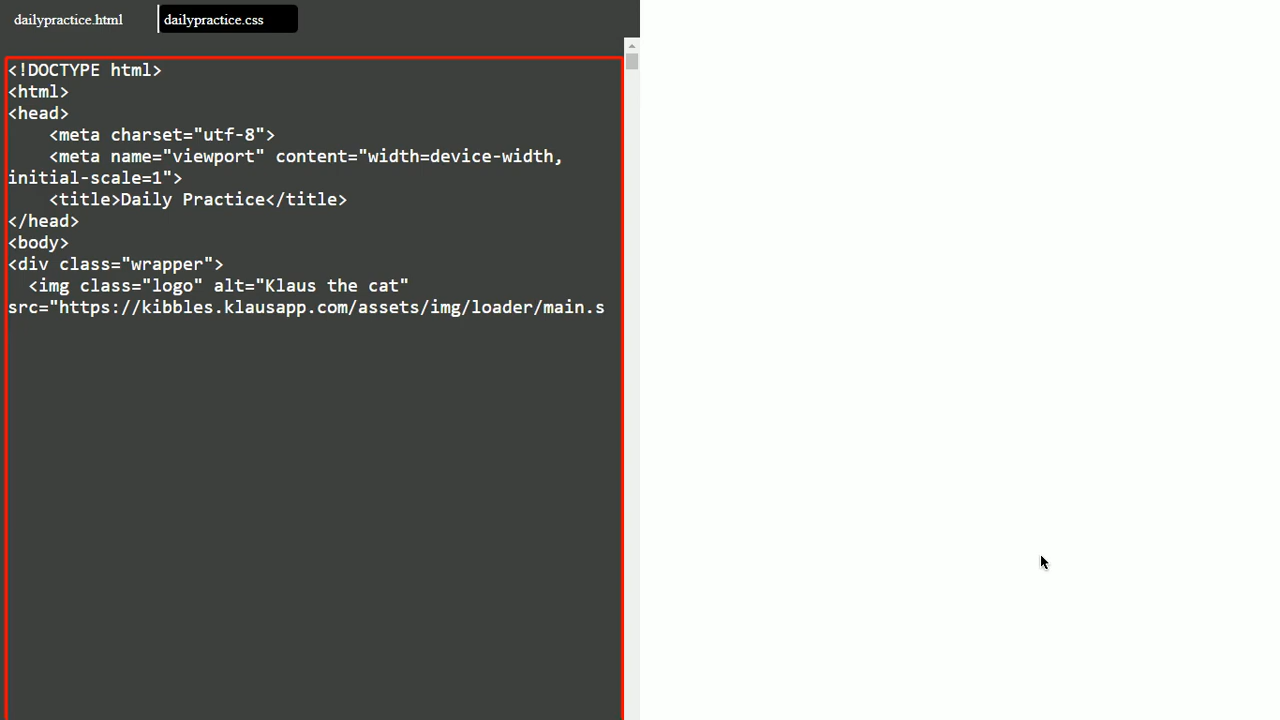 dailypractice.html
dailypractice.css
<!DOCTYPE html>
<html>
<head>
    <meta charset="utf-8">
    <meta name="viewport" content="width=device-width,
initial-scale=1">
    <title>Daily Practice</title>
</head>
<body>
<div class="wrapper">
  <img class="logo" alt="Klaus the cat"
src="https://kibbles.klausapp.com/assets/img/loader/main.s